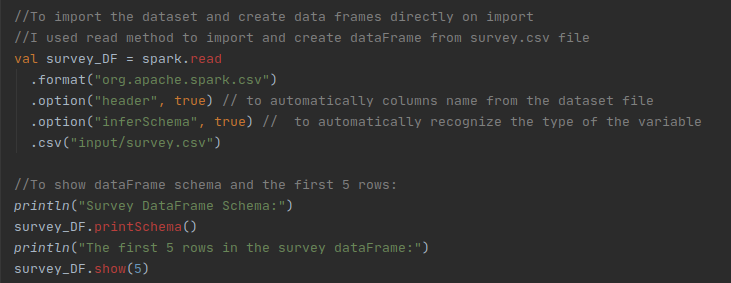 //To import the dataset and create data frames directly on import
//I used read method to import and create dataFrame from survey.csv file
val survey_DF = spark.read
.format("org.apache.spark.csv")
.option("header", true) // to automatically columns name from the dataset file
.option("inferSchema", true) //  to automatically recognize the type of the variable
.csv("input/survey.csv")
//To show dataFrame schema and the first 5 rows:
println("Survey DataFrame Schema:")
survey_DF.printSchema()
println("The first 5 rows in the survey dataFrame:")
survey_DF.show(5)